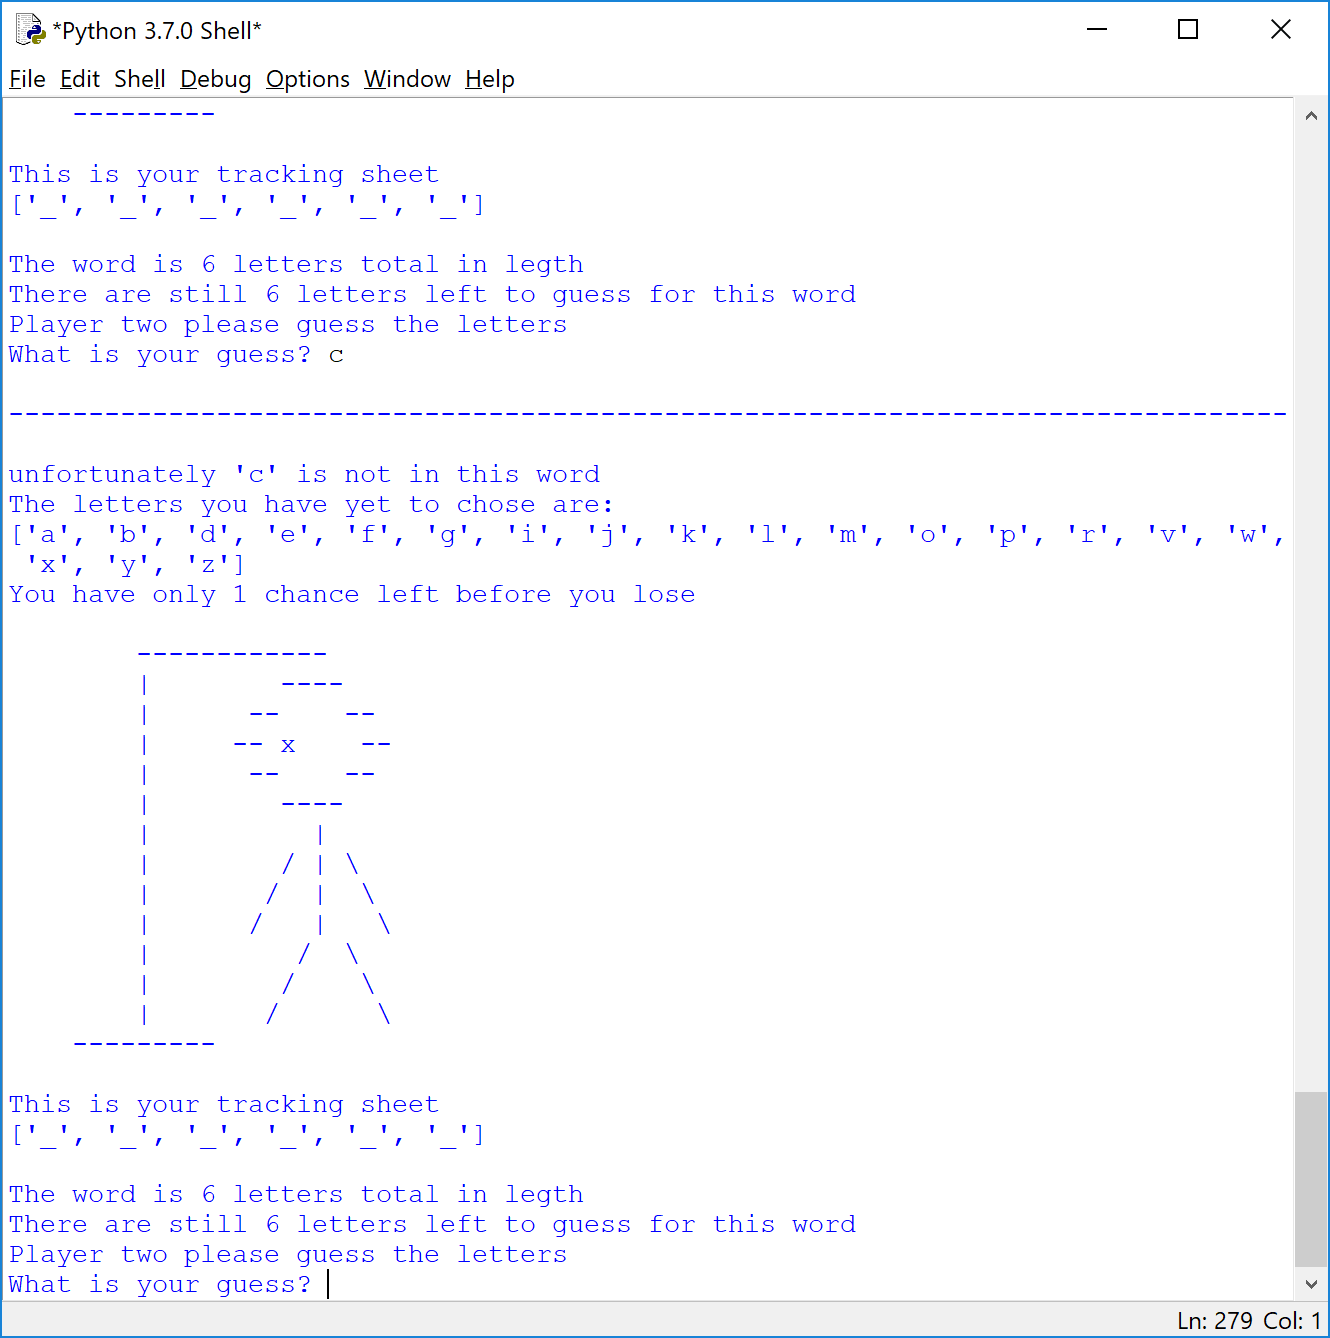 *Python 3.7.0 Shell*
File Edit Shell Debug Options Window Help
    ---------
This is your tracking sheet
['_', '_', '_', '_', '_', '_']
The word is 6 letters total in legth
There are still 6 letters left to guess for this word
Player two please guess the letters
What is your guess? c
--------------------------------------------------------------------------------
unfortunately 'c' is not in this word
The letters you have yet to chose are:
['a', 'b', 'd', 'e', 'f', 'g', 'i', 'j', 'k', 'l', 'm', 'o', 'p', 'r', 'v', 'w',
 'x', 'y', 'z']
You have only 1 chance left before you lose
        ------------
        |        ----
        |      --    --
        |     -- x    --
        |      --    --
        |        ----
        |          |
        |        / | \
        |       /  |  \
        |      /   |   \
        |         /  \
        |        /    \
        |       /      \
    ---------
This is your tracking sheet
['_', '_', '_', '_', '_', '_']
The word is 6 letters total in legth
There are still 6 letters left to guess for this word
Player two please guess the letters
What is your guess?
Ln: 279 Col: 1